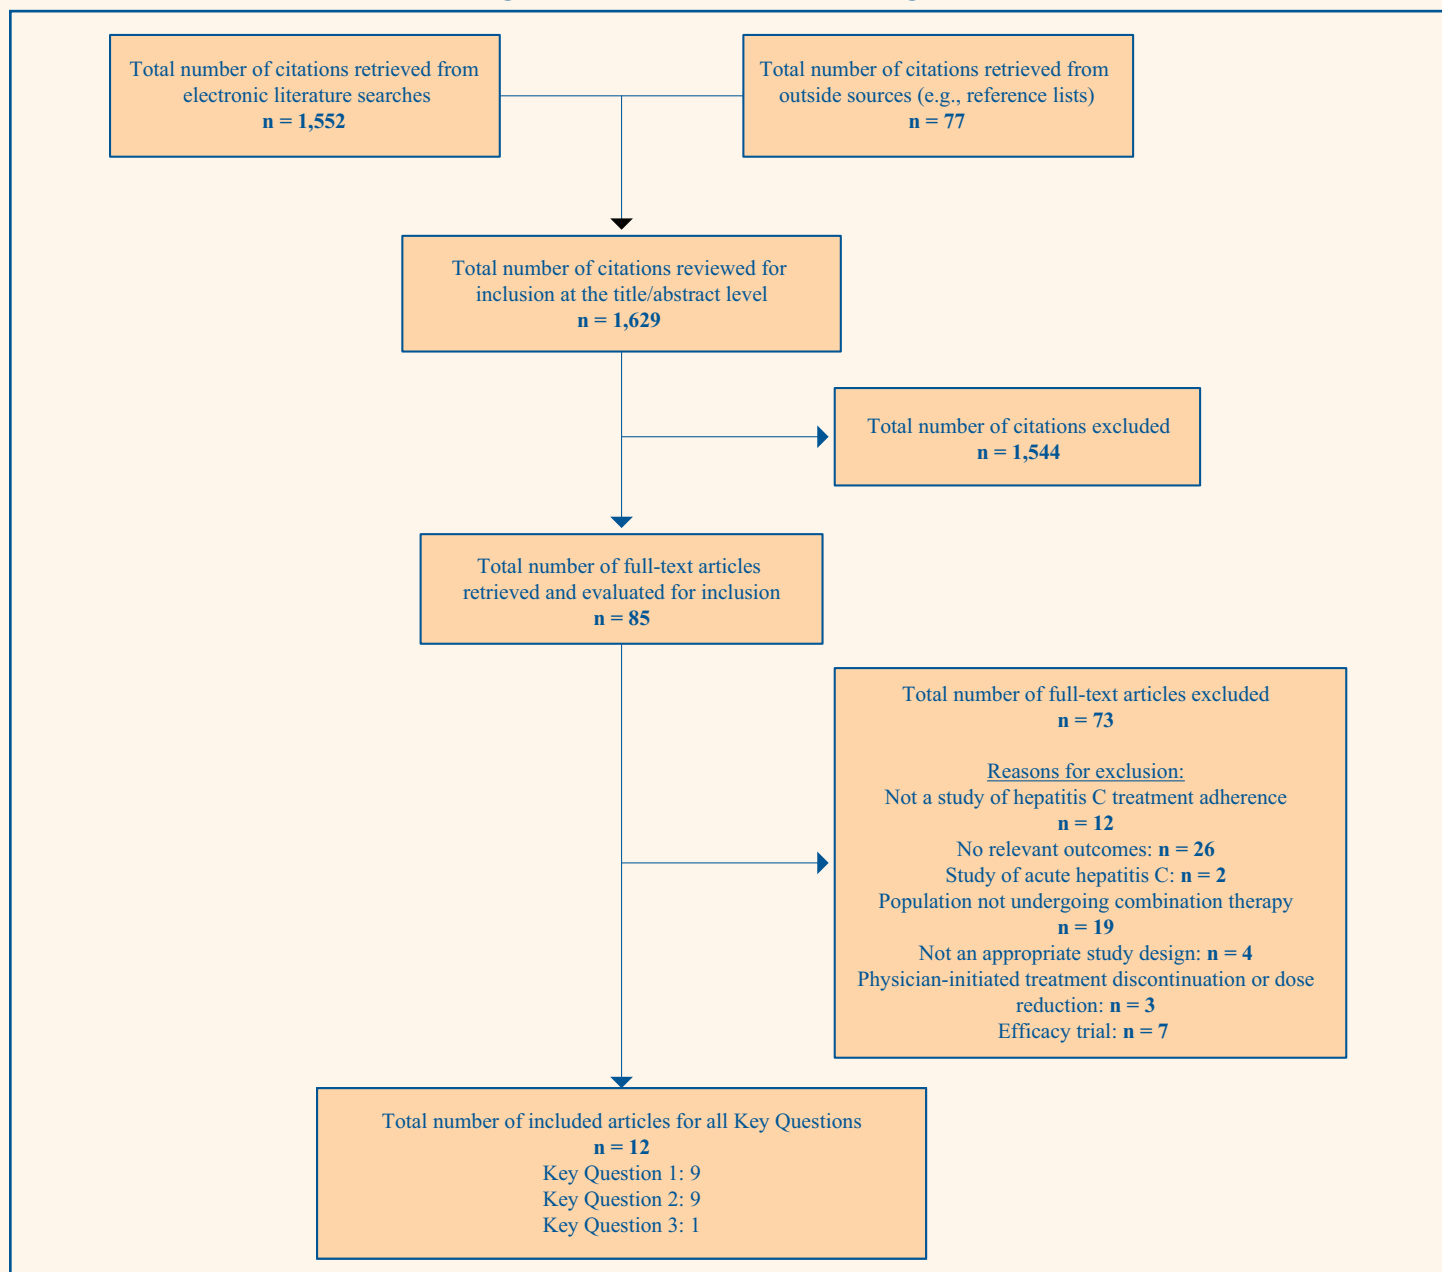 Total number of citations retrieved from
electronic literature searches
n = 1,552
Total number of citations retrieved from
outside sources (e.g., reference lists)
n = 77
Total number of citations reviewed for
inclusion at the title/abstract level
n = 1,629
Total number of citations excluded
n = 1,544
Total number of full-text articles
retrieved and evaluated for inclusion
n = 85
Total number of full-text articles excluded
n = 73
Reasons for exclusion:
Not a study of hepatitis C treatment adherence
n = 12
No relevant outcomes: n = 26
Study of acute hepatitis C: n = 2
Population not undergoing combination therapy
n = 19
Not an appropriate study design: n = 4
Physician-initiated treatment discontinuation or dose
reduction: n = 3
Efficacy trial: n = 7
Total number of included articles for all Key Questions
n = 12
Key Question 1: 9
Key Question 2: 9
Key Question 3: 1